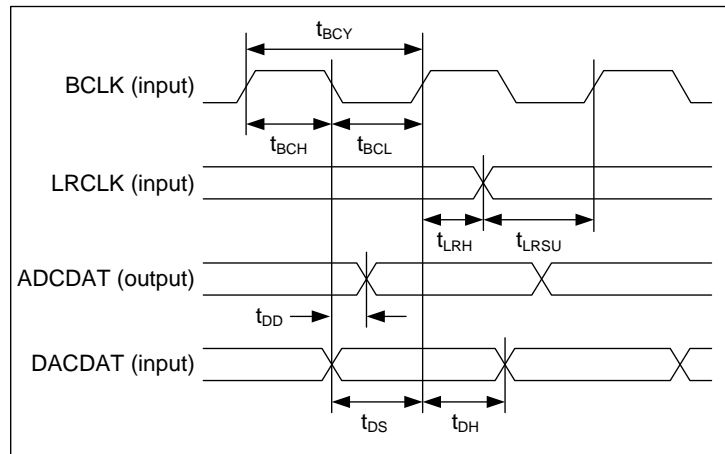 tBCY
BCLK (input)
tBCH tBCL
LRCLK (input)
tLRH tLRSU
ADCDAT (output)
tDD
DACDAT (input)
tDS tDH